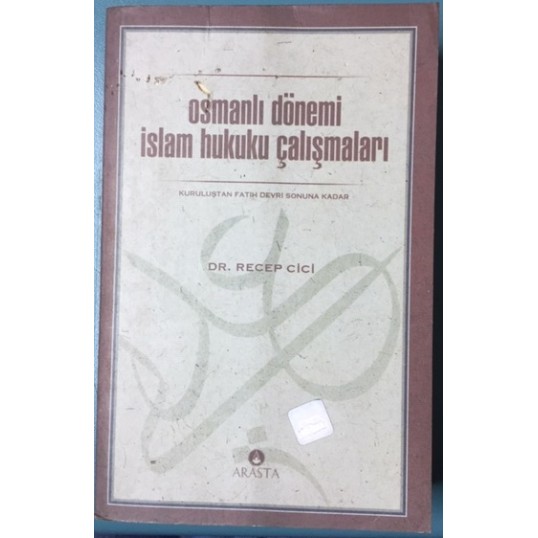 osmanlı dönemi
islam hukuku çalışmaları
KURULUŞTAN FATİH DEVRİ SONUNA KADAR
DR. RECEP CİCİ
ARASTA